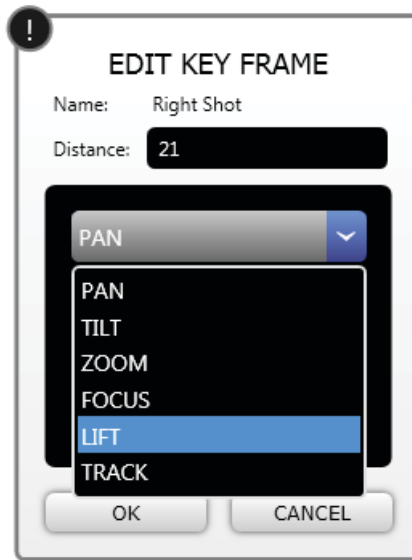 !
EDIT KEY FRAME
Name: Right Shot
Distance: 21
PAN
PAN
TILT
ZOOM
FOCUS
LIFT
TRACK
OK CANCEL